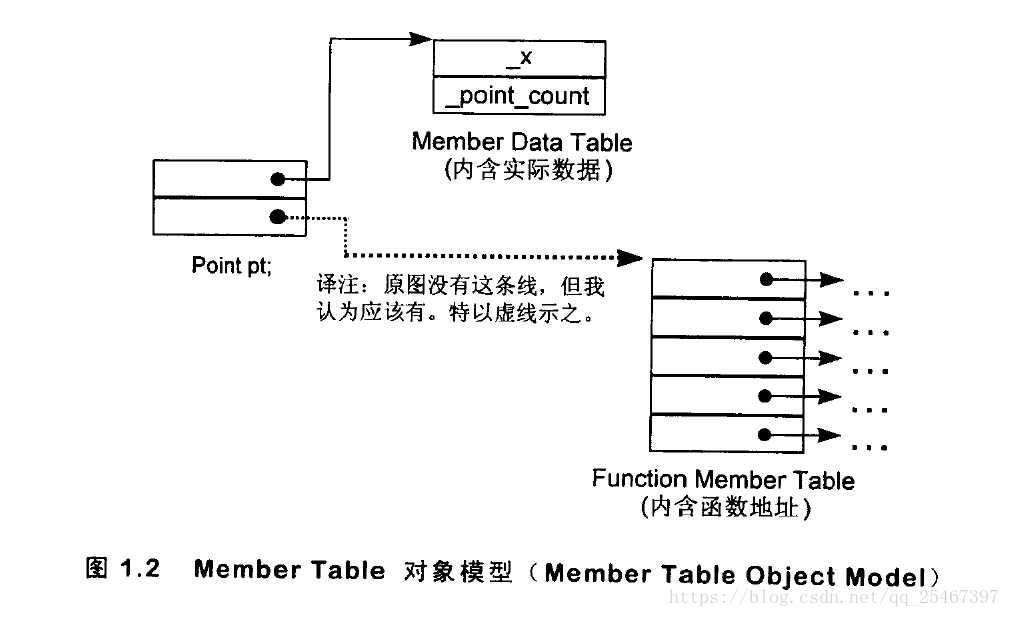 _x
_point_count
Member Data Table
(内含实际数据)
Point pt;
译注：原图没有这条线，但我
认为应该有。特以虚线示之。
...
...
...
...
...
Function Member Table
(内含函数地址)
图 1.2 Member Table 对象模型（Member Table Object Model）
https://blog.csdn.net/qq_25467397